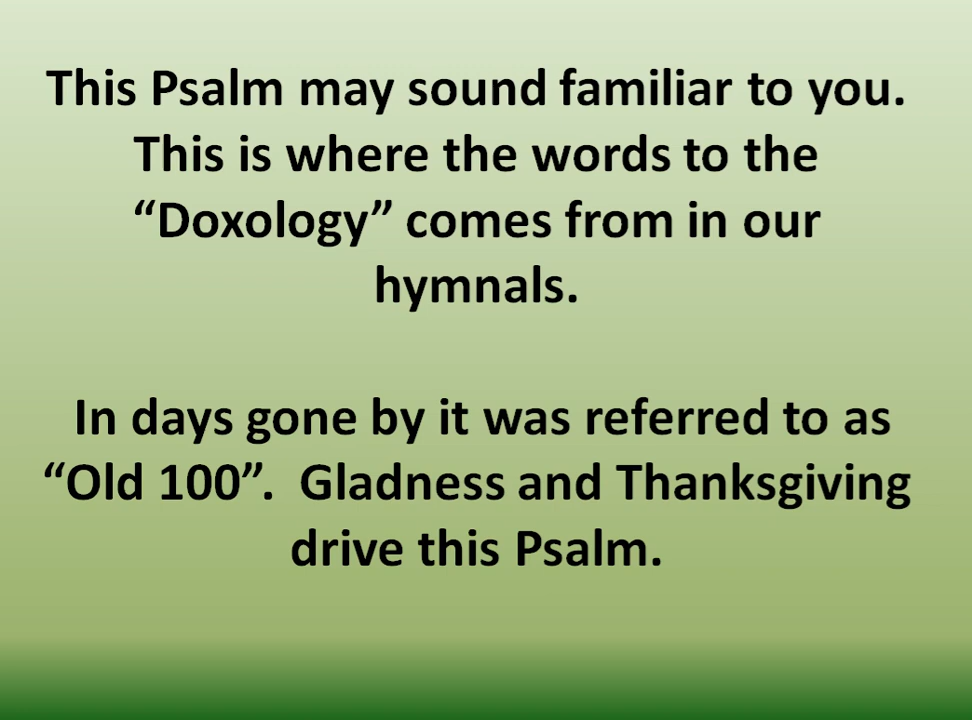 This Psalm may sound familiar to you.
This is where the words to the
“Doxology” comes from in our
hymnals.
In days gone by it was referred to as
“Old 100”.  Gladness and Thanksgiving
drive this Psalm.